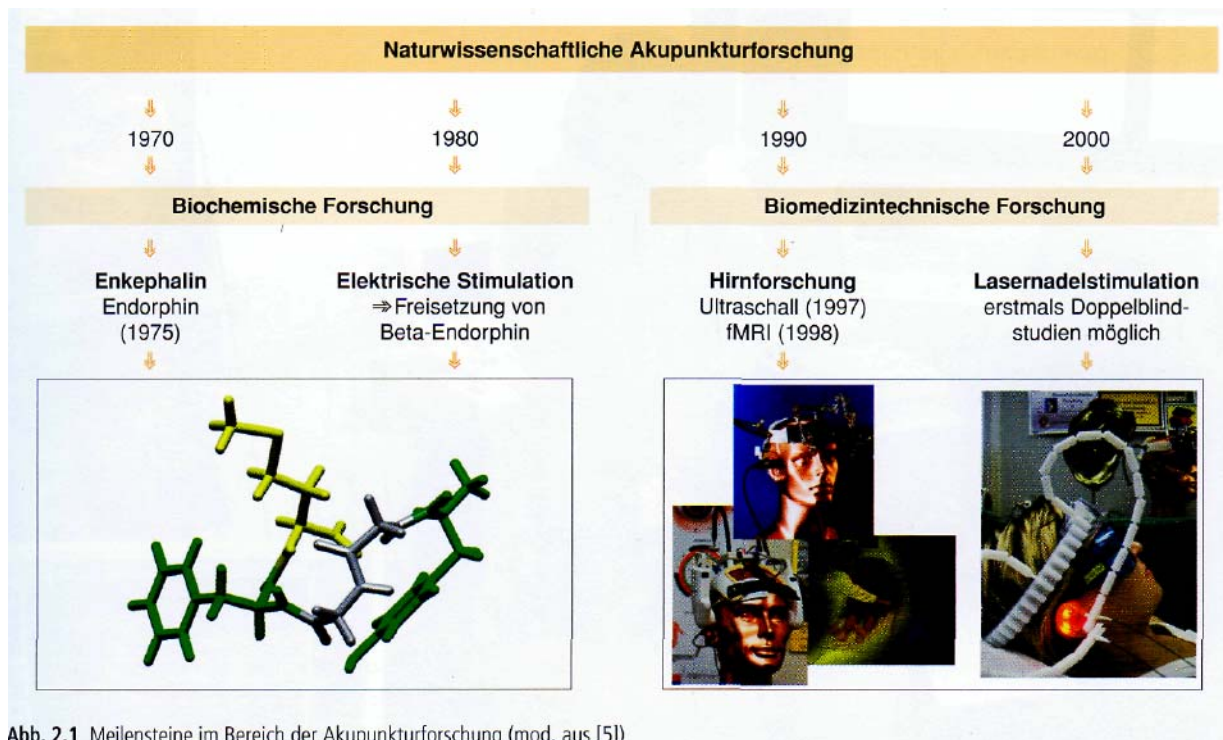 Naturwissenschaftliche Akupunkturforschung
1970 1980 1990 2000
Biochemische Forschung
Biomedizintechnische Forschung
Enkephalin
Endorphin
(1975)
Elektrische Stimulation
⇒Freisetzung von
Beta-Endorphin
Hirnforschung
Ultraschall (1997)
fMRI (1998)
Lasernadelstimulation
erstmals Doppelblind-
studien möglich
Abb. 2.1 Meilensteine im Bereich der Akupunkturforschung (mod. aus [5])